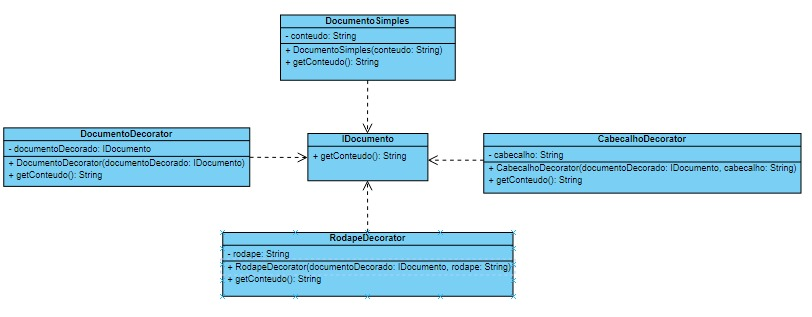 DocumentoSimples
- conteudo: String
+ DocumentoSimples(conteudo: String)
+ getConteudo(): String
DocumentoDecorator
- documentoDecorado: IDocumento
+ DocumentoDecorator(documentoDecorado: IDocumento)
+ getConteudo(): String
IDocumento
+ getConteudo(): String
CabecalhoDecorator
- cabecalho: String
+ CabecalhoDecorator(documentoDecorado: IDocumento, cabecalho: String)
+ getConteudo(): String
RodapeDecorator
- rodape: String
+ RodapeDecorator(documentoDecorado: IDocumento, rodape: String)
+ getConteudo(): String